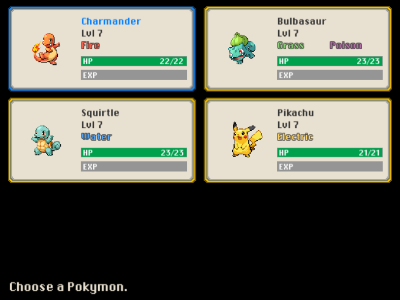 Charmander
Lvl 7
Fire
HP 22/22
EXP
Bulbasaur
Lvl 7
Grass Poison
HP 23/23
EXP
Squirtle
Lvl 7
Water
HP 23/23
EXP
Pikachu
Lvl 7
Electric
HP 21/21
EXP
Choose a Pokymon.